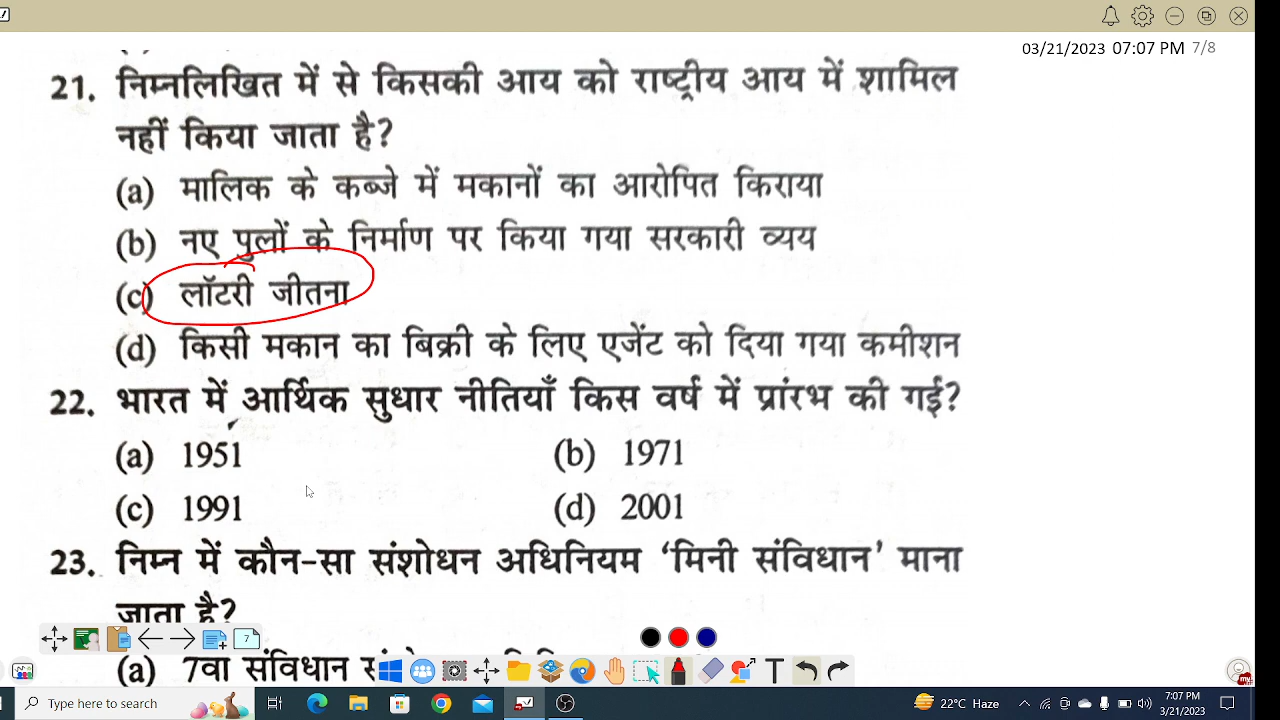 03/21/2023 07:07 PM 7/8
21. निम्नलिखित में से किसकी आय को राष्ट्रीय आय में शामिल
नहीं किया जाता है?
(a) मालिक के कब्जे में मकानों का आरोपित किराया
(b) नए पुलों के निर्माण पर किया गया सरकारी व्यय
(c) लॉटरी जीतना
(d) किसी मकान का बिक्री के लिए एजेंट को दिया गया कमीशन
22. भारत में आर्थिक सुधार नीतियाँ किस वर्ष में प्रांरभ की गई?
(a) 1951 (b) 1971
(c) 1991 (d) 2001
23. निम्न में कौन-सा संशोधन अधिनियम ‘मिनी संविधान’ माना
जाता है?
7
(a) 7वा संविधान
T
Type here to search
22°C Haze
7:07 PM
3/21/2023